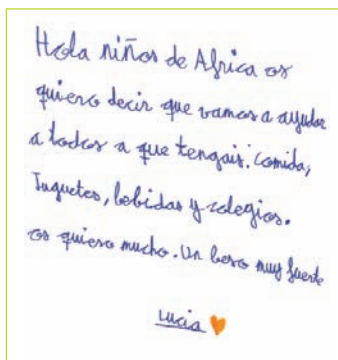 Hola niños de Africa os
quiero decir que vamos a ayudar
a todos a que tengais: comida,
Juguetes, bebidas y colegios.
os quiero mucho. Un beso muy fuerte
Lucia